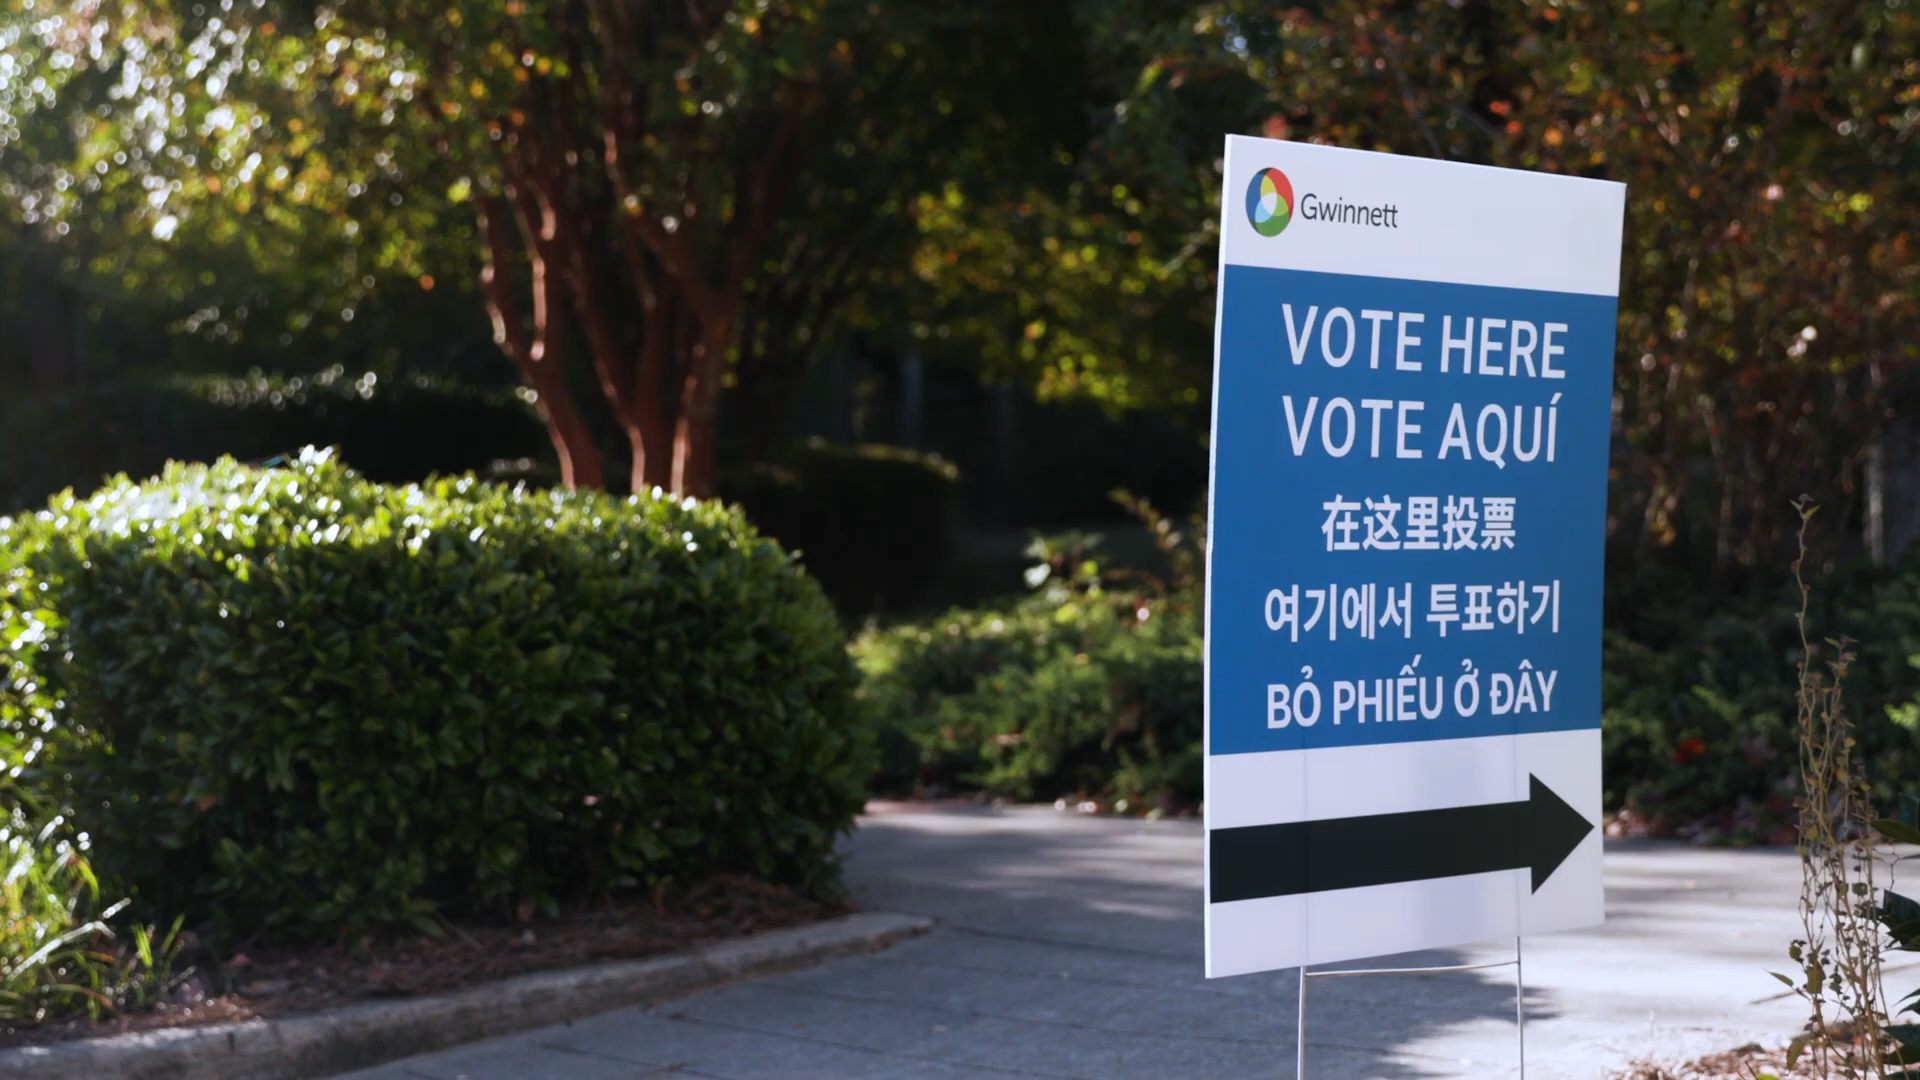 Gwinnett
VOTE HERE
VOTE AQUÍ
在这里投票
여기에서 투표하기
BỎ PHIẾU Ở ĐÂY